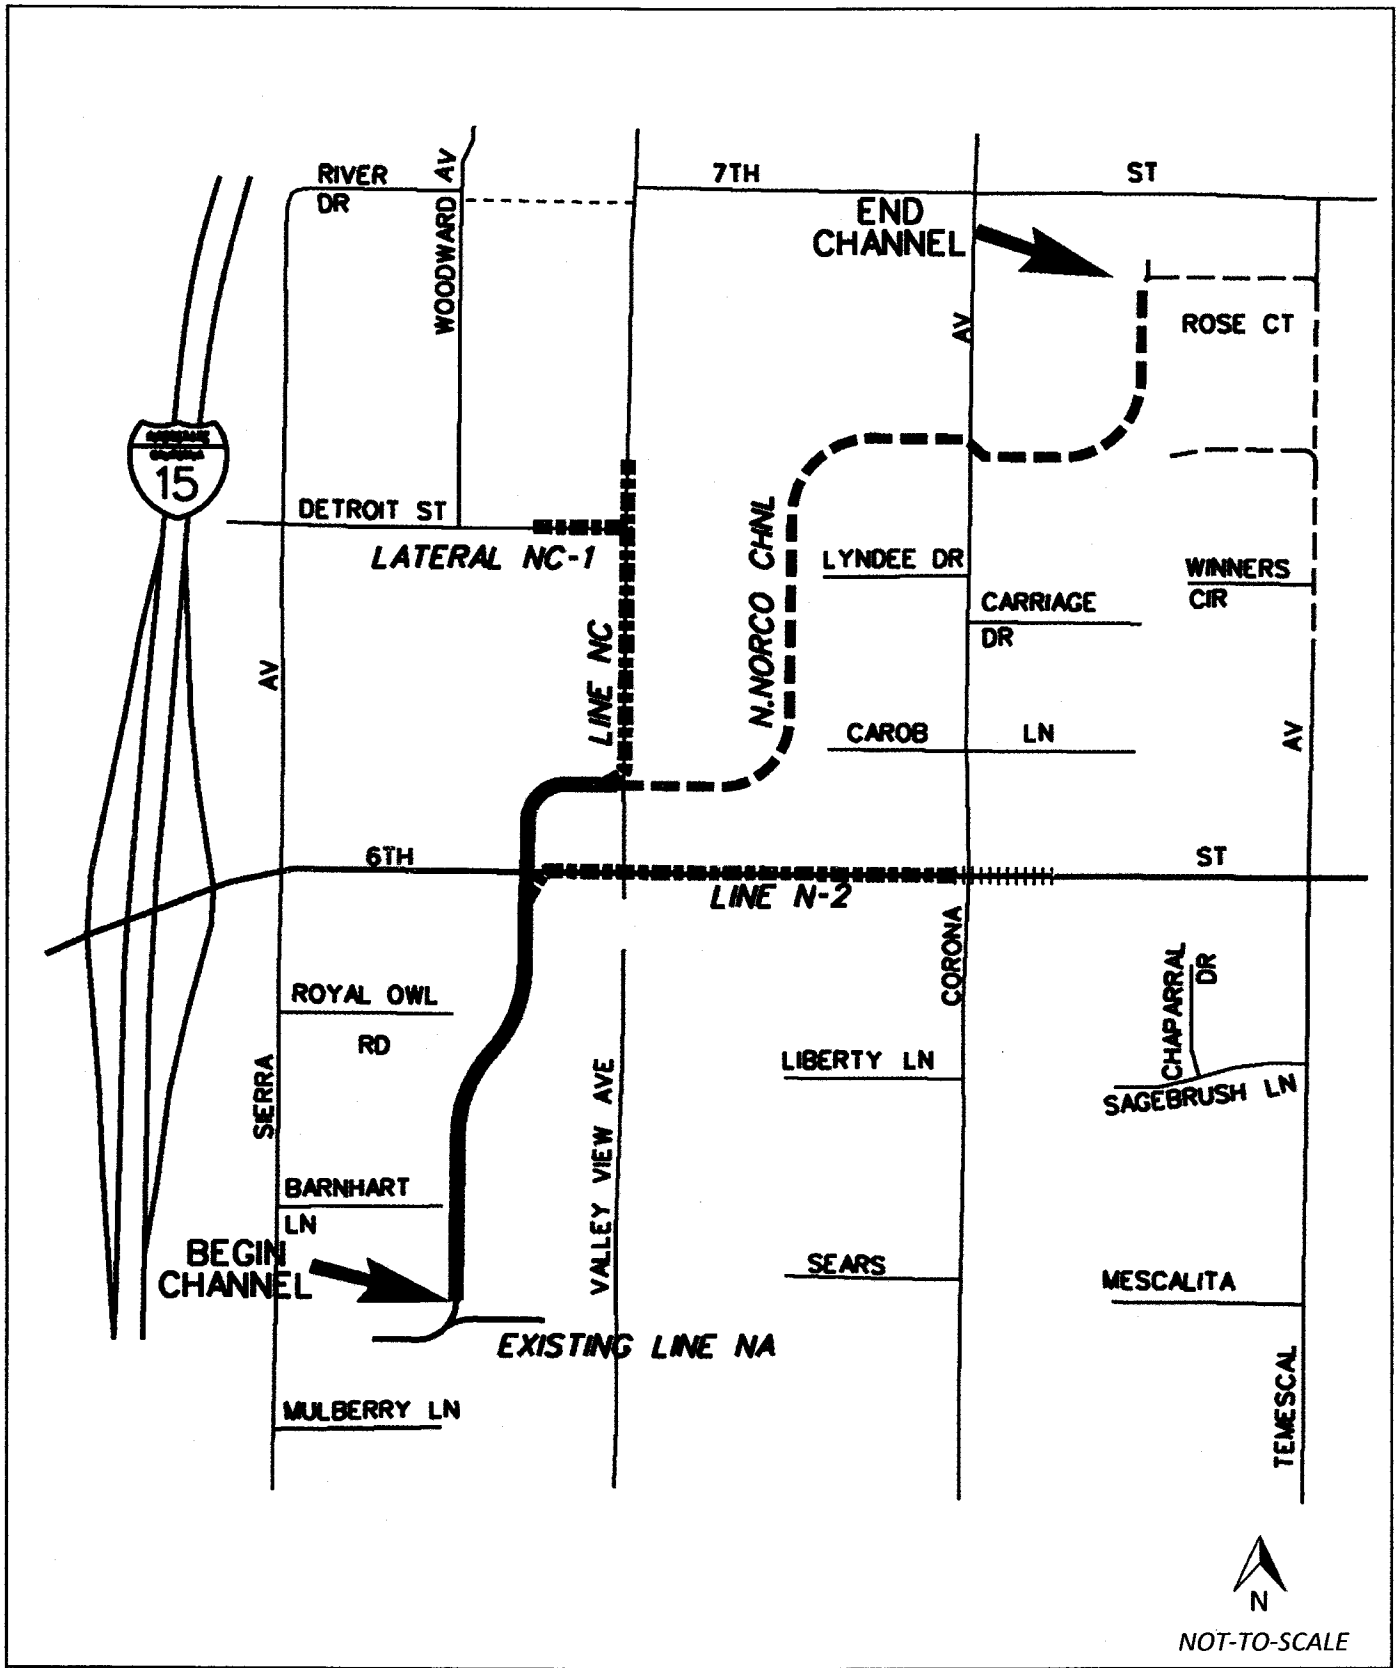 RIVER
DR
WOODWARD AV
7TH
ST
END
CHANNEL
AV
ROSE CT
15
DETROIT ST
LATERAL NC-1
LINE NC
N.NORCO CHNL
LYNDEE DR
CARRIAGE
DR
WINNERS
CIR
AV
CAROB
LN
AV
6TH
ST
LINE N-2
CORONA
ROYAL OWL
RD
CHAPARRAL
DR
LIBERTY LN
SAGEBRUSH LN
SIERRA
VALLEY VIEW AVE
BARNHART
LN
BEGIN
CHANNEL
SEARS
MESCALITA
EXISTING LINE NA
MULBERRY LN
TEMESCAL
N
NOT-TO-SCALE